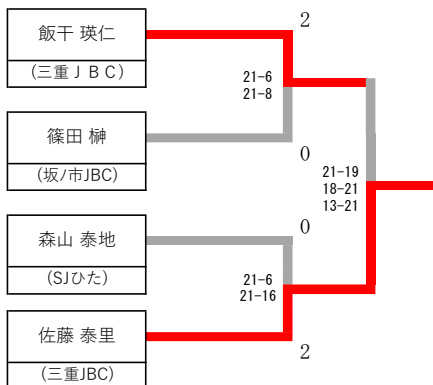 飯干 瑛仁
(三重ＪＢＣ)
2
21-6
21-8
篠田 榊
(坂ノ市JBC)
0
21-19
18-21
13-21
森山 泰地
(SJひた)
0
21-6
21-16
佐藤 泰里
(三重JBC)
2